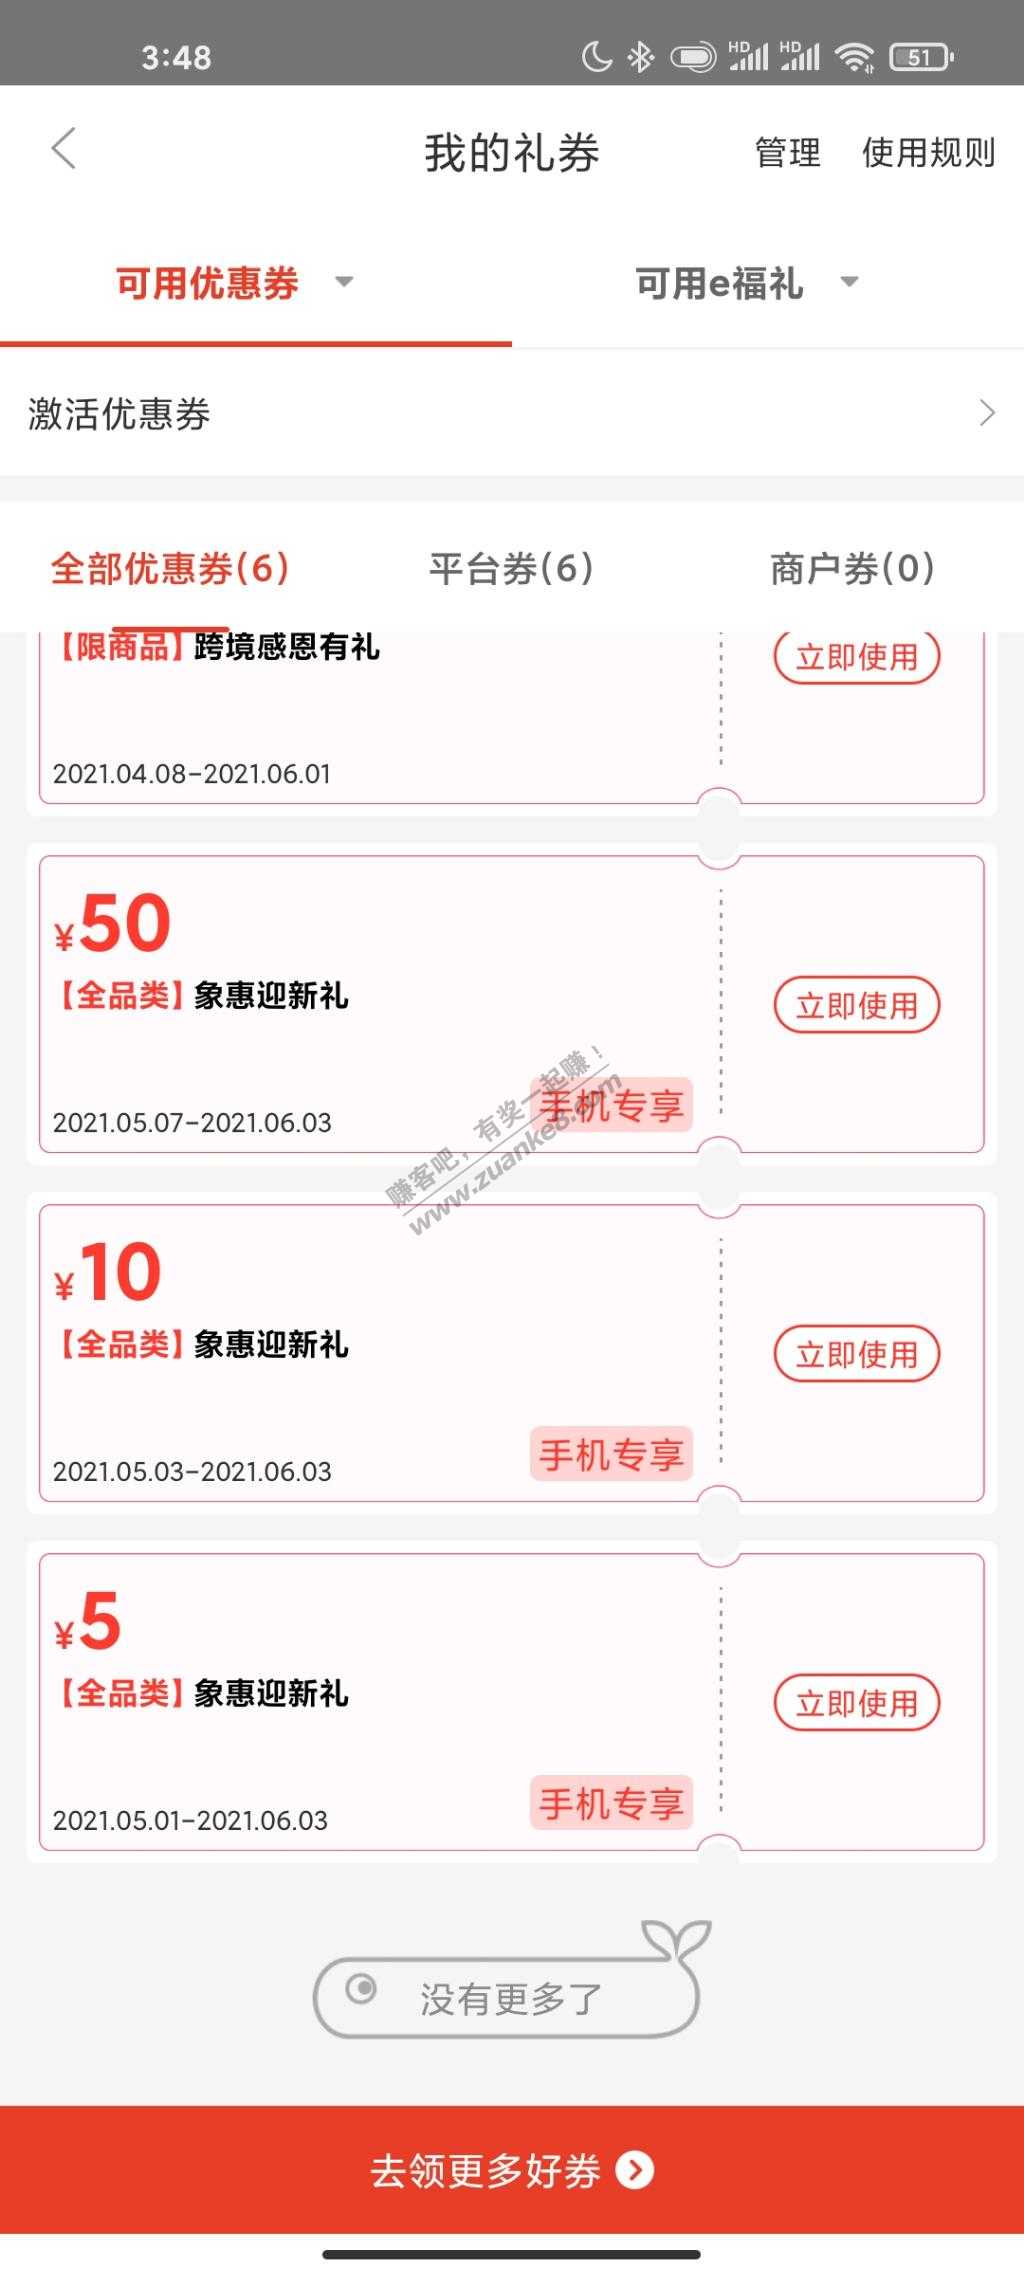 3:48
HD HD 51
我的礼券 管理 使用规则
可用优惠券 可用e福礼
激活优惠券
全部优惠券(6) 平台券(6) 商户券(0)
【限商品】跨境感恩有礼
立即使用
2021.04.08-2021.06.01
¥50
【全品类】象惠迎新礼
立即使用
手机专享
2021.05.07-2021.06.03
赚客吧，有奖一起赚！
www.zuanke8.com
¥10
【全品类】象惠迎新礼
立即使用
手机专享
2021.05.03-2021.06.03
¥5
【全品类】象惠迎新礼
立即使用
手机专享
2021.05.01-2021.06.03
没有更多了
去领更多好券